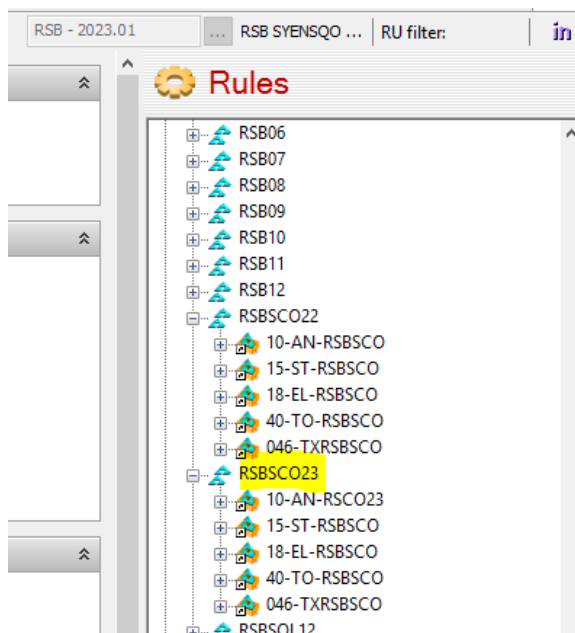 RSB - 2023.01 ... RSB SYENSQO ... RU filter: in
Rules
RSB06
RSB07
RSB08
RSB09
RSB10
RSB11
RSB12
RSBSCO22
10-AN-RSBSCO
15-ST-RSBSCO
18-EL-RSBSCO
40-TO-RSBSCO
046-TXRSBSCO
RSBSCO23
10-AN-RSCO23
15-ST-RSBSCO
18-EL-RSBSCO
40-TO-RSBSCO
046-TXRSBSCO
RSBSOL12